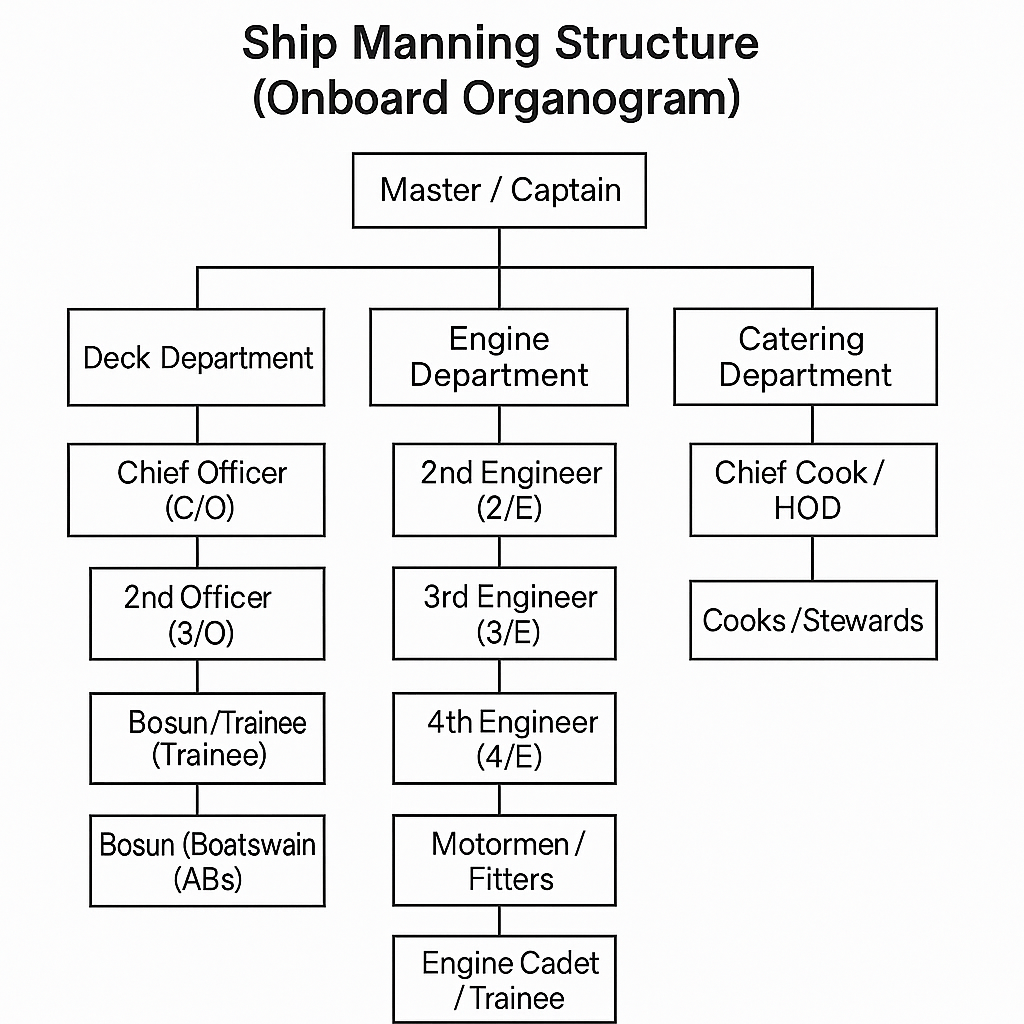 Ship Manning Structure
(Onboard Organogram)
Master / Captain
Deck Department
Engine
Department
Catering
Department
Chief Officer
(C/O)
2nd Engineer
(2/E)
Chief Cook /
HOD
2nd Officer
(3/O)
3rd Engineer
(3/E)
Cooks /Stewards
Bosun/Trainee
(Trainee)
4th Engineer
(4/E)
Bosun (Boatswain
(ABs)
Motormen /
Fitters
Engine Cadet
/ Trainee